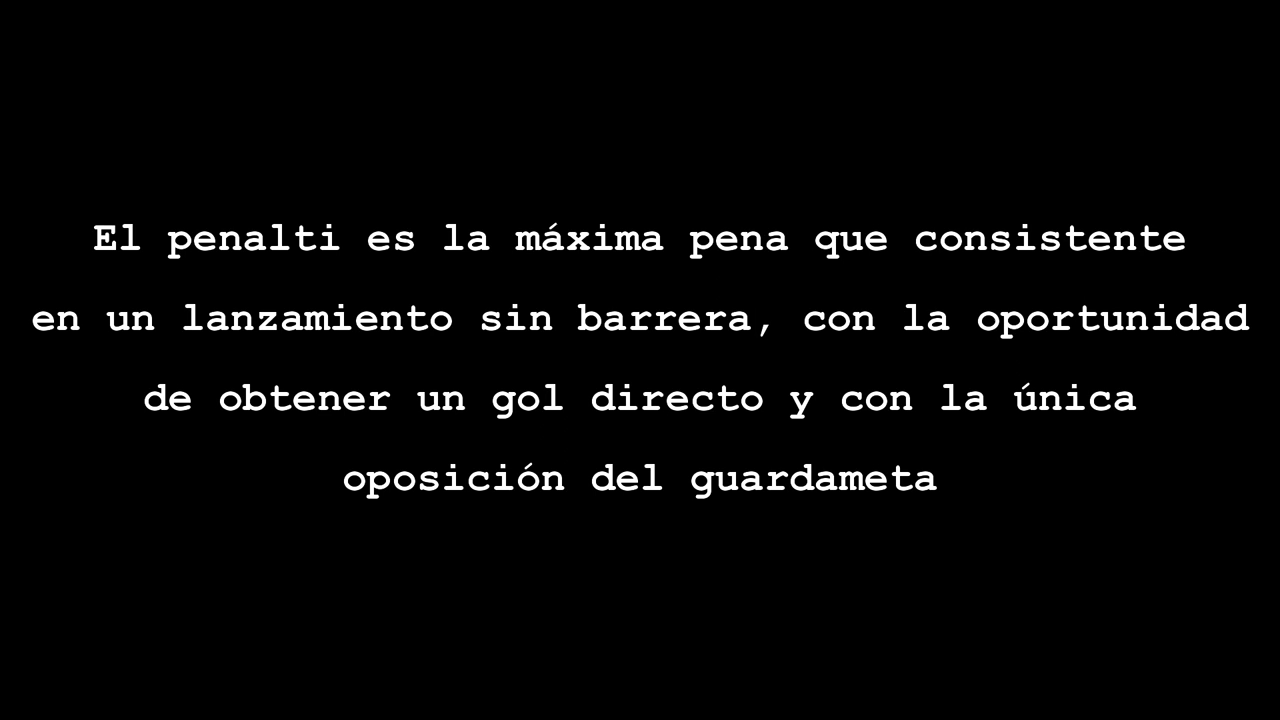 El penalti es la máxima pena que consistente
en un lanzamiento sin barrera, con la oportunidad
de obtener un gol directo y con la única
oposición del guardameta